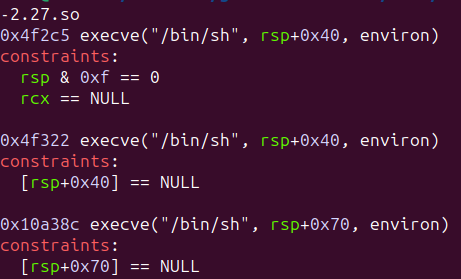 -2.27.so
0x4f2c5 execve("/bin/sh", rsp+0x40, environ)
constraints:
  rsp & 0xf == 0
  rcx == NULL

0x4f322 execve("/bin/sh", rsp+0x40, environ)
constraints:
  [rsp+0x40] == NULL

0x10a38c execve("/bin/sh", rsp+0x70, environ)
constraints:
  [rsp+0x70] == NULL